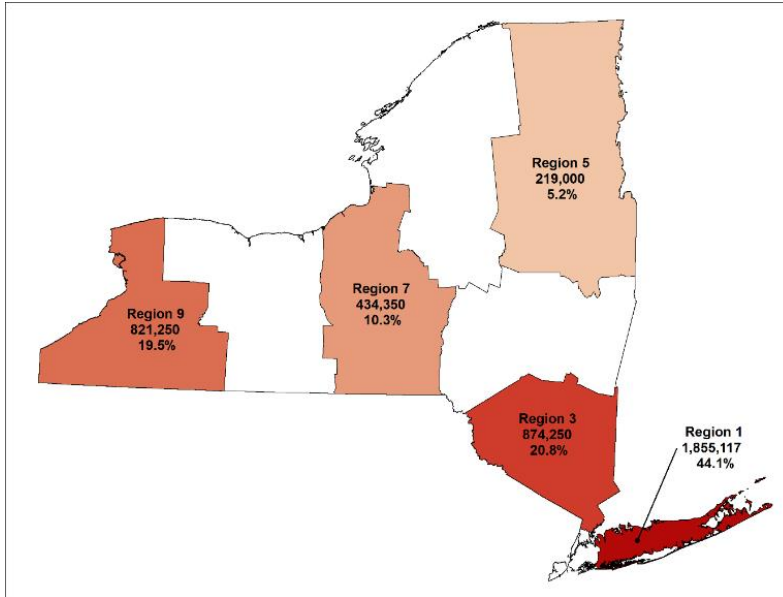 Region 5
219,000
5.2%
Region 7
434,350
10.3%
Region 9
821,250
19.5%
Region 3
874,250
20.8%
Region 1
1,855,117
44.1%